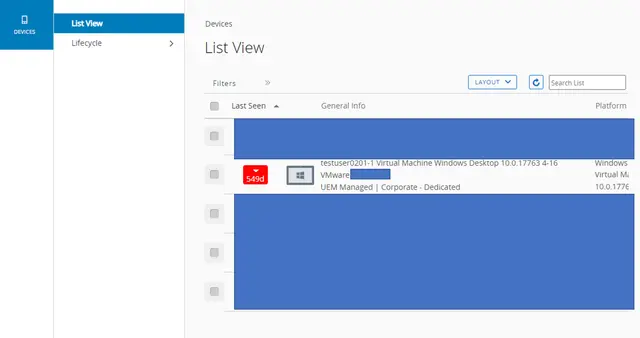 DEVICES
List View
Lifecycle
Devices
List View
Filters
LAYOUT
Search List
Last Seen
General Info
Platform
549d
testuser0201-1 Virtual Machine Windows Desktop 10.0.17763 4-16
VMware
UEM Managed | Corporate - Dedicated
Windows
Virtual Ma
10.0.1776